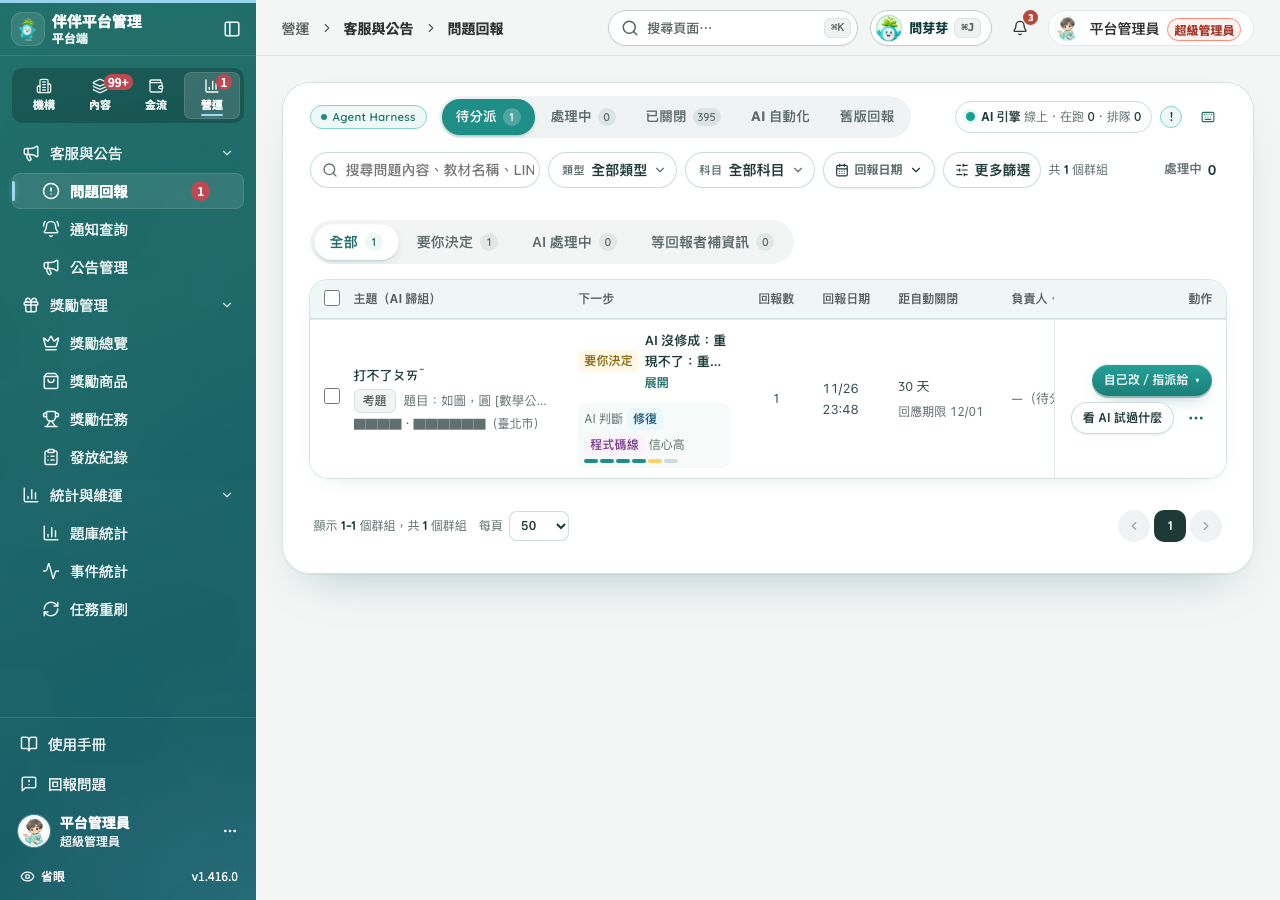 伴伴平台管理
平台端
機構
內容 99+
金流
營運 1
客服與公告
問題回報 1
通知查詢
公告管理
獎勵管理
獎勵總覽
獎勵商品
獎勵任務
發放紀錄
統計與維運
題庫統計
事件統計
任務重刷
使用手冊
回報問題
平台管理員
超級管理員
省眼 v1.416.0
營運 > 客服與公告 > 問題回報
搜尋頁面… ⌘K
問芽芽 ⌘J
3
平台管理員 超級管理員
Agent Harness
待分派 1 處理中 0 已關閉 395 AI 自動化 舊版回報
AI 引擎 線上・在跑 0・排隊 0
!
搜尋問題內容、教材名稱、LIN
類型 全部類型
科目 全部科目
回報日期
更多篩選
共 1 個群組
處理中 0
全部 1 要你決定 1 AI 處理中 0 等回報者補資訊 0
主題（AI 歸組） 下一步 回報數 回報日期 距自動關閉 負責人・ 動作
打不了ㄆㄞˉ
考題 題目：如圖，圓 [數學公…
（臺北市）
要你決定
AI 沒修成：重
現不了：重…
展開
AI 判斷 修復
程式碼線 信心高
1
11/26
23:48
30 天
回應期限 12/01
—（待分
自己改 / 指派給
看 AI 試過什麼 …
顯示 1-1 個群組，共 1 個群組 每頁 50
‹ 1 ›